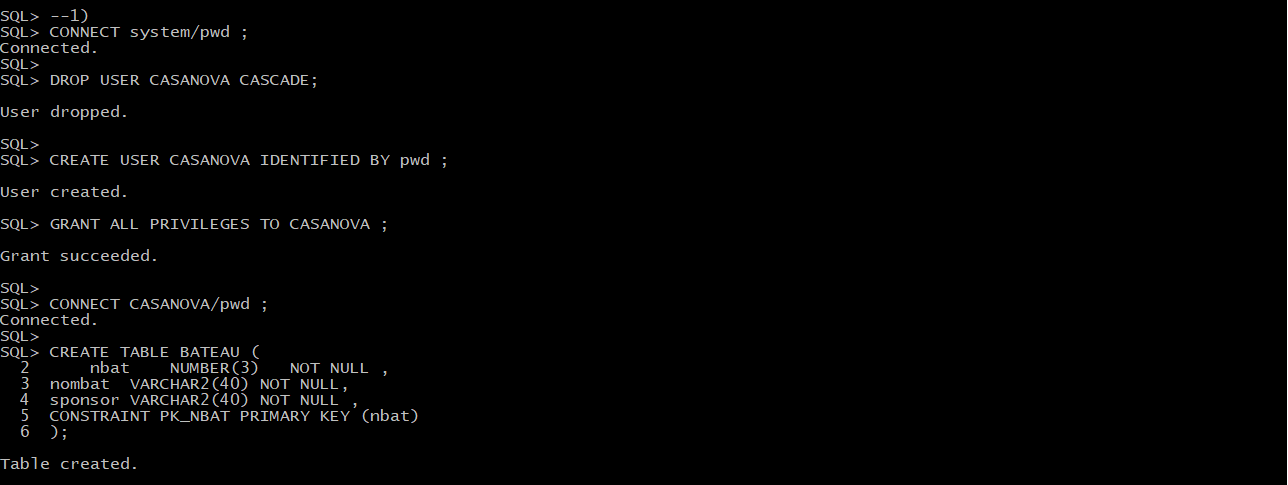 SQL> --1)
SQL> CONNECT system/pwd ;
Connected.
SQL>
SQL> DROP USER CASANOVA CASCADE;
User dropped.
SQL>
SQL> CREATE USER CASANOVA IDENTIFIED BY pwd ;
User created.
SQL> GRANT ALL PRIVILEGES TO CASANOVA ;
Grant succeeded.
SQL>
SQL> CONNECT CASANOVA/pwd ;
Connected.
SQL>
SQL> CREATE TABLE BATEAU (
  2      nbat    NUMBER(3)   NOT NULL ,
  3  nombat  VARCHAR2(40) NOT NULL,
  4  sponsor VARCHAR2(40) NOT NULL ,
  5  CONSTRAINT PK_NBAT PRIMARY KEY (nbat)
  6  );
Table created.